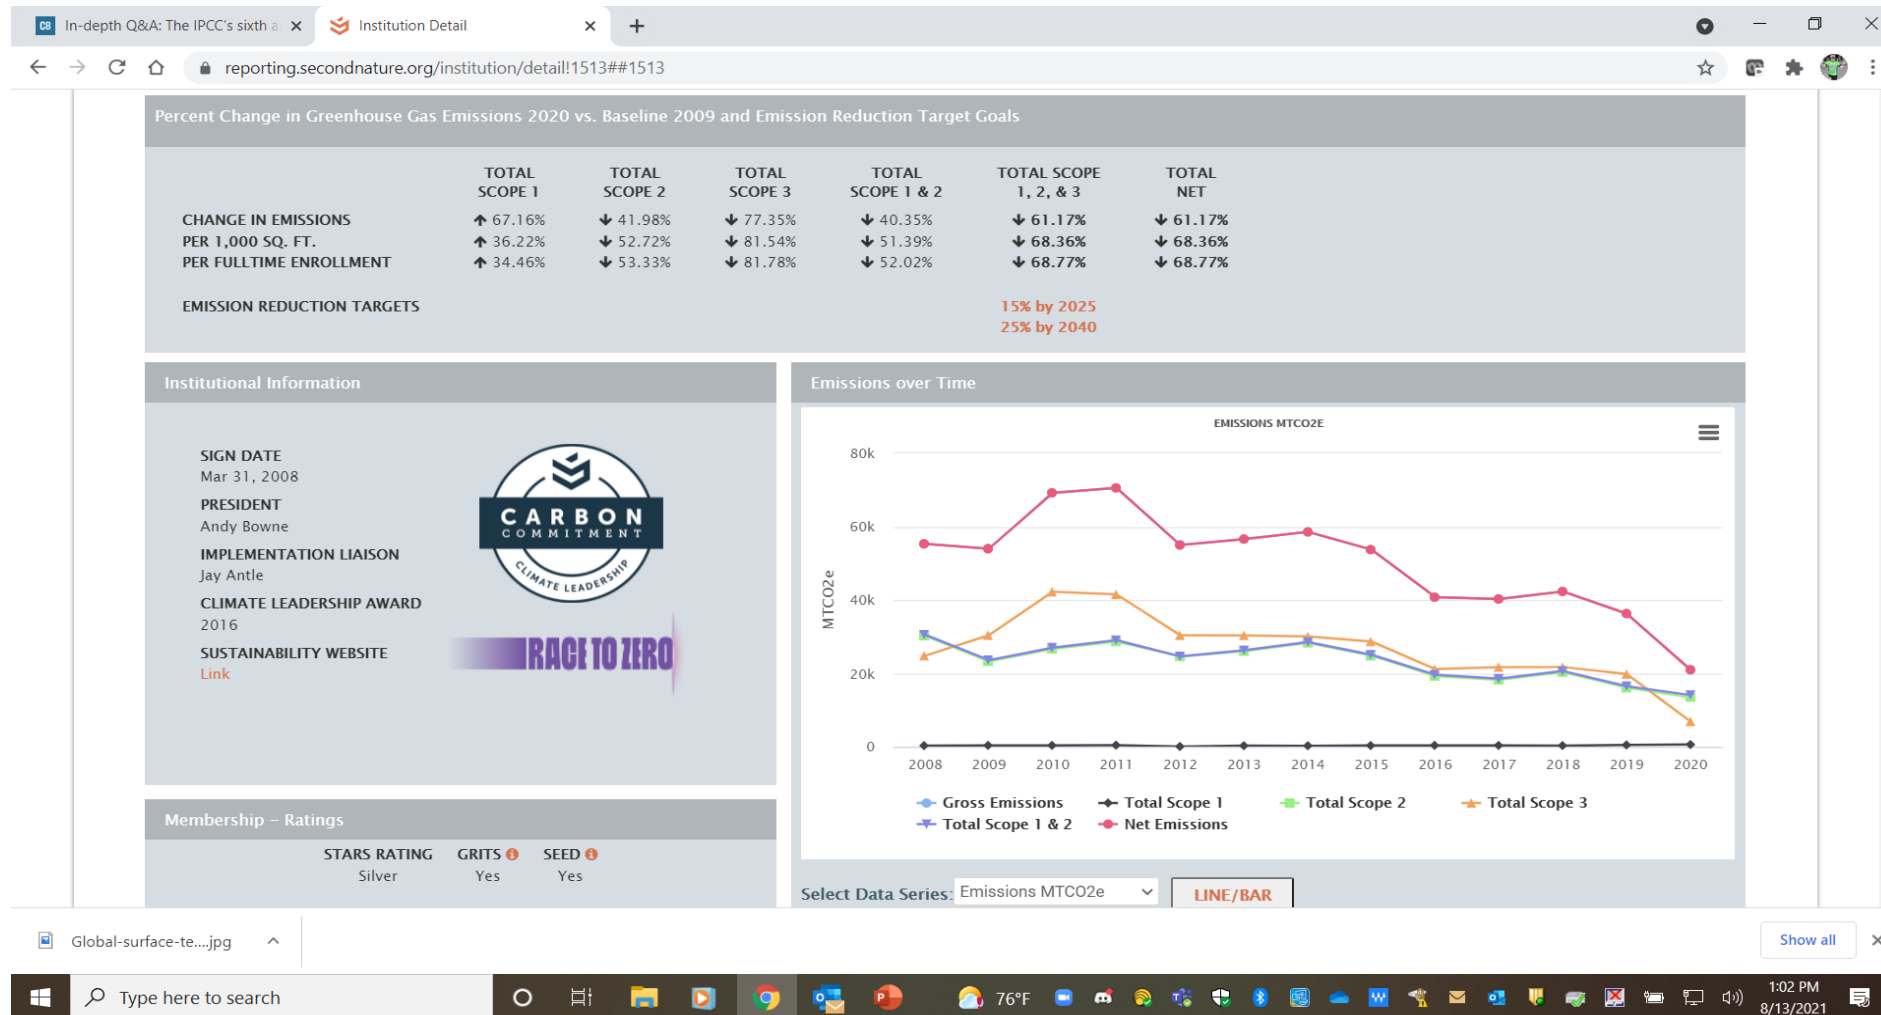 In-depth Q&A: The IPCC's sixth a
Institution Detail
reporting.secondnature.org/institution/detail!1513##1513
Percent Change in Greenhouse Gas Emissions 2020 vs. Baseline 2009 and Emission Reduction Target Goals
TOTAL SCOPE 1 TOTAL SCOPE 2 TOTAL SCOPE 3 TOTAL SCOPE 1 & 2 TOTAL SCOPE 1, 2, & 3 TOTAL NET
CHANGE IN EMISSIONS 67.16% 41.98% 77.35% 40.35% 61.17% 61.17%
PER 1,000 SQ. FT. 36.22% 52.72% 81.54% 51.39% 68.36% 68.36%
PER FULLTIME ENROLLMENT 34.46% 53.33% 81.78% 52.02% 68.77% 68.77%
EMISSION REDUCTION TARGETS 15% by 2025
25% by 2040
Institutional Information
SIGN DATE
Mar 31, 2008
PRESIDENT
Andy Bowne
IMPLEMENTATION LIAISON
Jay Antle
CLIMATE LEADERSHIP AWARD
2016
SUSTAINABILITY WEBSITE
Link
CARBON
COMMITMENT
CLIMATE LEADERSHIP
RACE TO ZERO
Membership – Ratings
STARS RATING GRITS SEED
Silver Yes Yes
Emissions over Time
EMISSIONS MTCO2E
MTCO2e
80k
60k
40k
20k
0
2008 2009 2010 2011 2012 2013 2014 2015 2016 2017 2018 2019 2020
Gross Emissions Total Scope 1 Total Scope 2 Total Scope 3
Total Scope 1 & 2 Net Emissions
Select Data Series: Emissions MTCO2e LINE/BAR
Global-surface-te....jpg
Show all
Type here to search
76°F
1:02 PM
8/13/2021